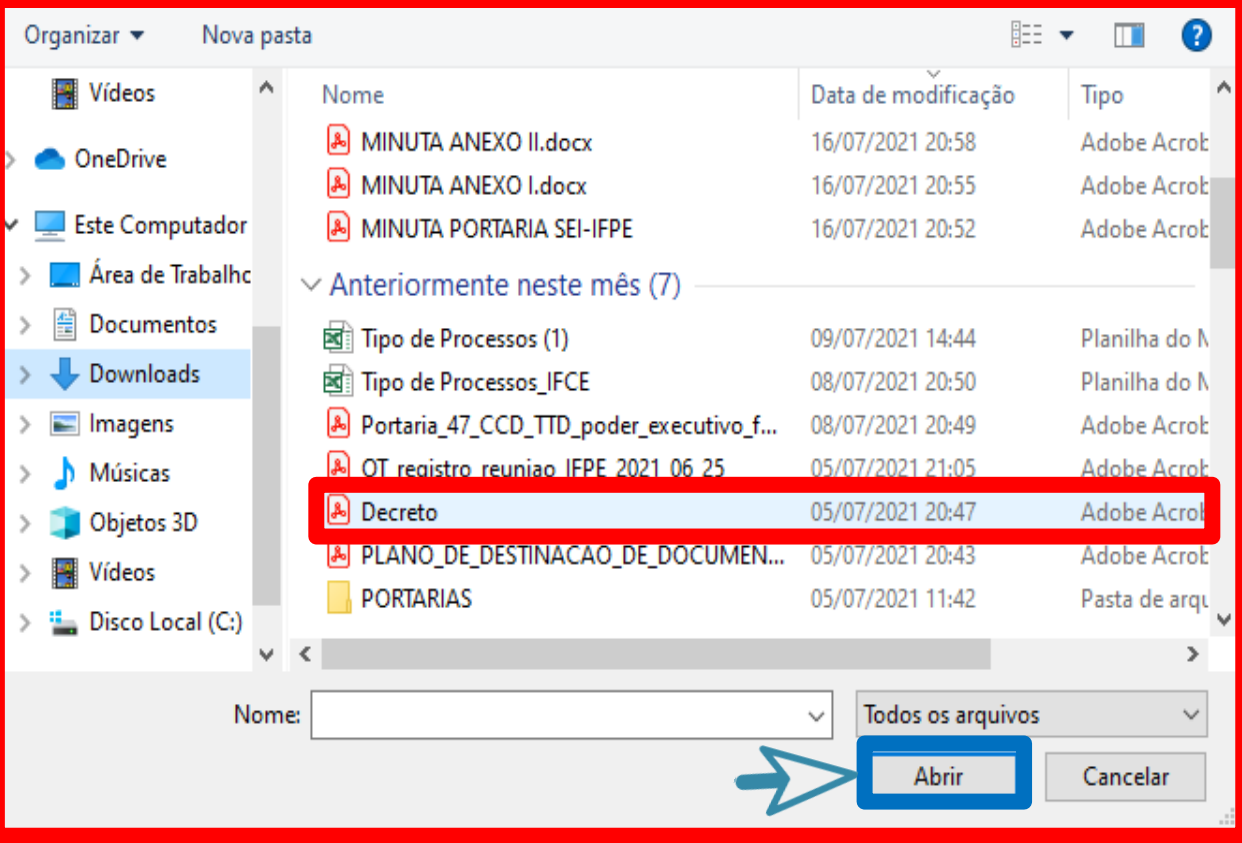 Organizar Nova pasta
?
Vídeos
OneDrive
Este Computador
Área de Trabalho
Documentos
Downloads
Imagens
Músicas
Objetos 3D
Vídeos
Disco Local (C:)
Nome Data de modificação Tipo
MINUTA ANEXO II.docx 16/07/2021 20:58 Adobe Acrob
MINUTA ANEXO I.docx 16/07/2021 20:55 Adobe Acrob
MINUTA PORTARIA SEI-IFPE 16/07/2021 20:52 Adobe Acrob
Anteriormente neste mês (7)
Tipo de Processos (1) 09/07/2021 14:44 Planilha do M
Tipo de Processos_IFCE 08/07/2021 20:50 Planilha do M
Portaria_47_CCD_TTD_poder_executivo_f... 08/07/2021 20:49 Adobe Acrob
OT_registro_reuniao_IFPE_2021_06_25 05/07/2021 21:05 Adobe Acrob
Decreto 05/07/2021 20:47 Adobe Acrob
PLANO_DE_DESTINACAO_DE_DOCUMEN... 05/07/2021 20:43 Adobe Acrob
PORTARIAS 05/07/2021 11:42 Pasta de arqu
Nome: Todos os arquivos
Abrir Cancelar